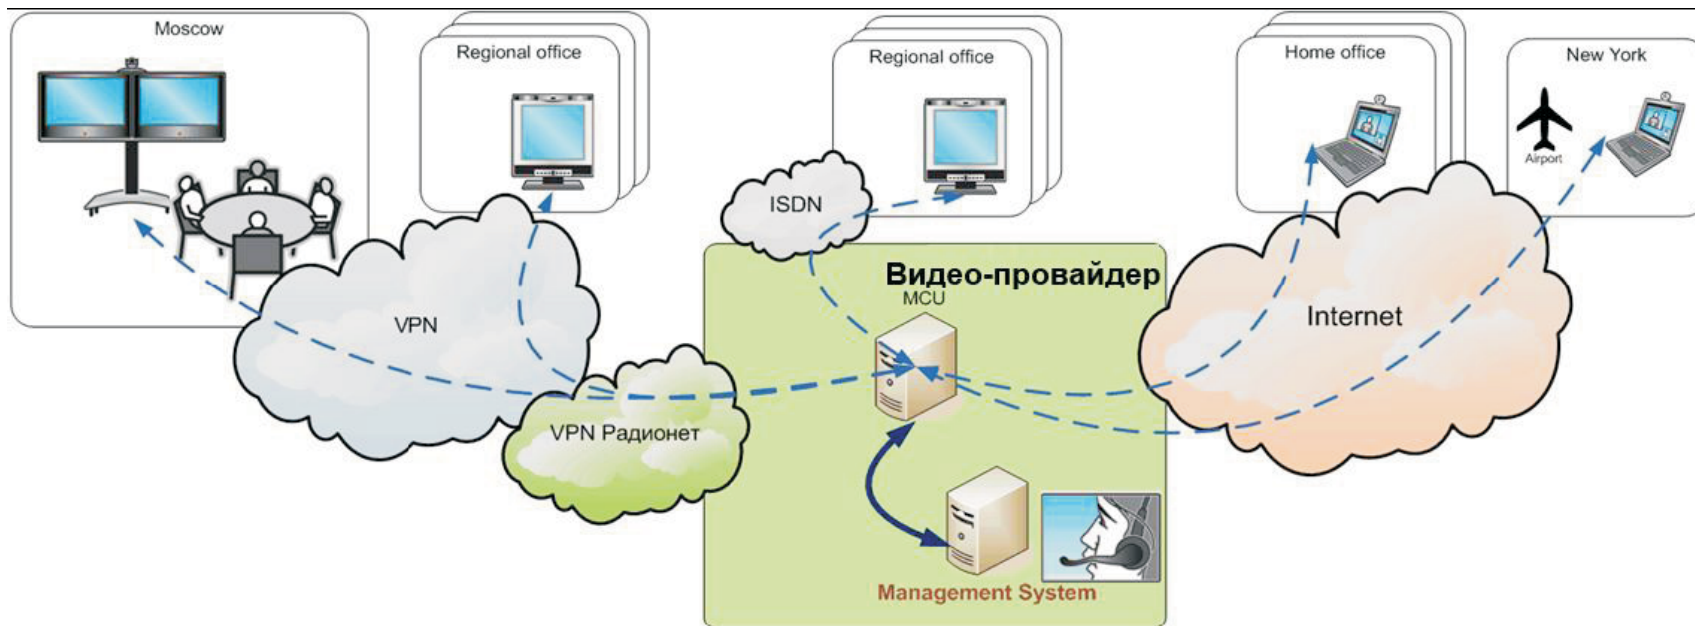 Moscow
Regional office
Regional office
Home office
New York
Airport
ISDN
Видео-провайдер
MCU
VPN
Internet
VPN Радионет
Management System